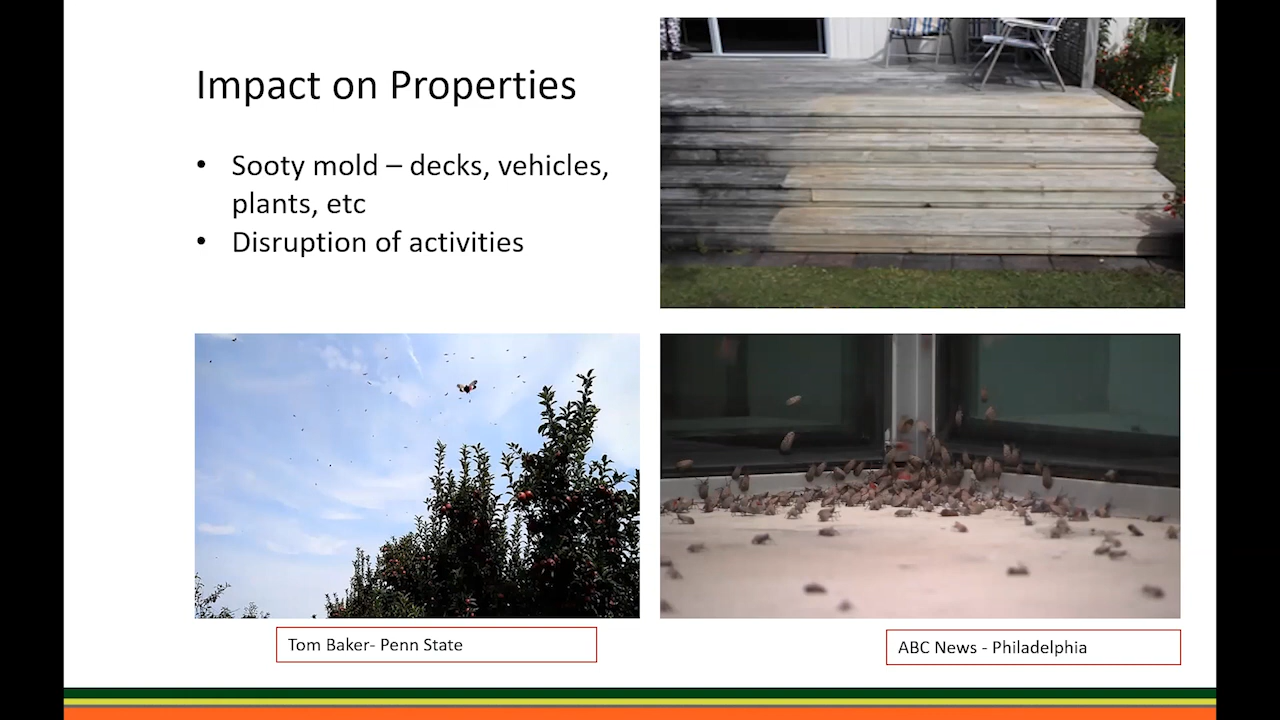 Impact on Properties
• Sooty mold – decks, vehicles,
plants, etc
• Disruption of activities
Tom Baker- Penn State
ABC News - Philadelphia